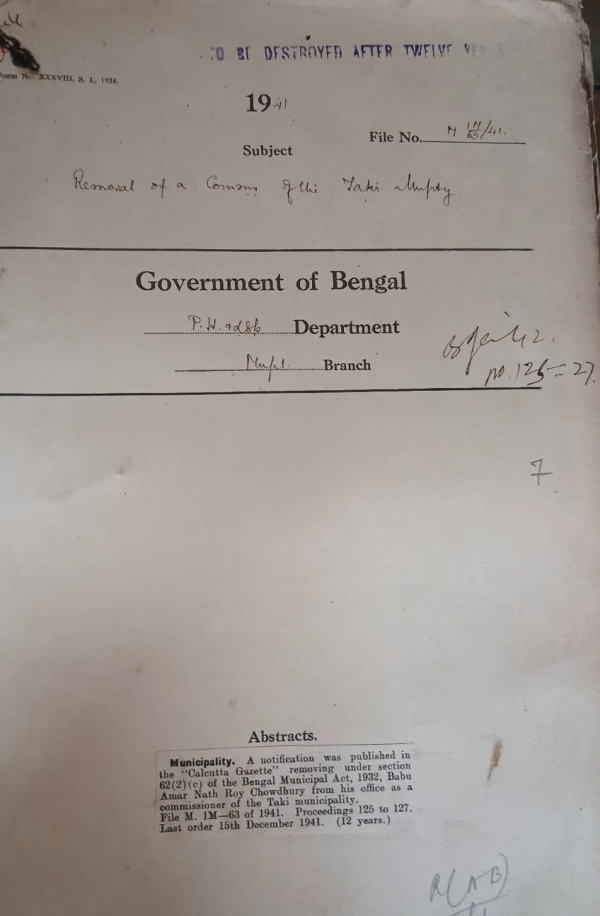 TO BE DESTROYED AFTER TWELVE YEARS
Form No. XXXVIII, S. I., 1924.
1941
File No. M 1M/63/41.
Subject
Removal of a Commr of the Taki Mupty
Government of Bengal
Department
Mupl. Branch
no. 125-27.
7
Abstracts.
Municipality. A notification was published in
the "Calcutta Gazette" removing under section
62(2)(c) of the Bengal Municipal Act, 1932, Babu
Amar Nath Roy Chowdhury from his office as a
commissioner of the Taki municipality.
File M. 1M—63 of 1941. Proceedings 125 to 127.
Last order 15th December 1941. (12 years.)
R(AB)